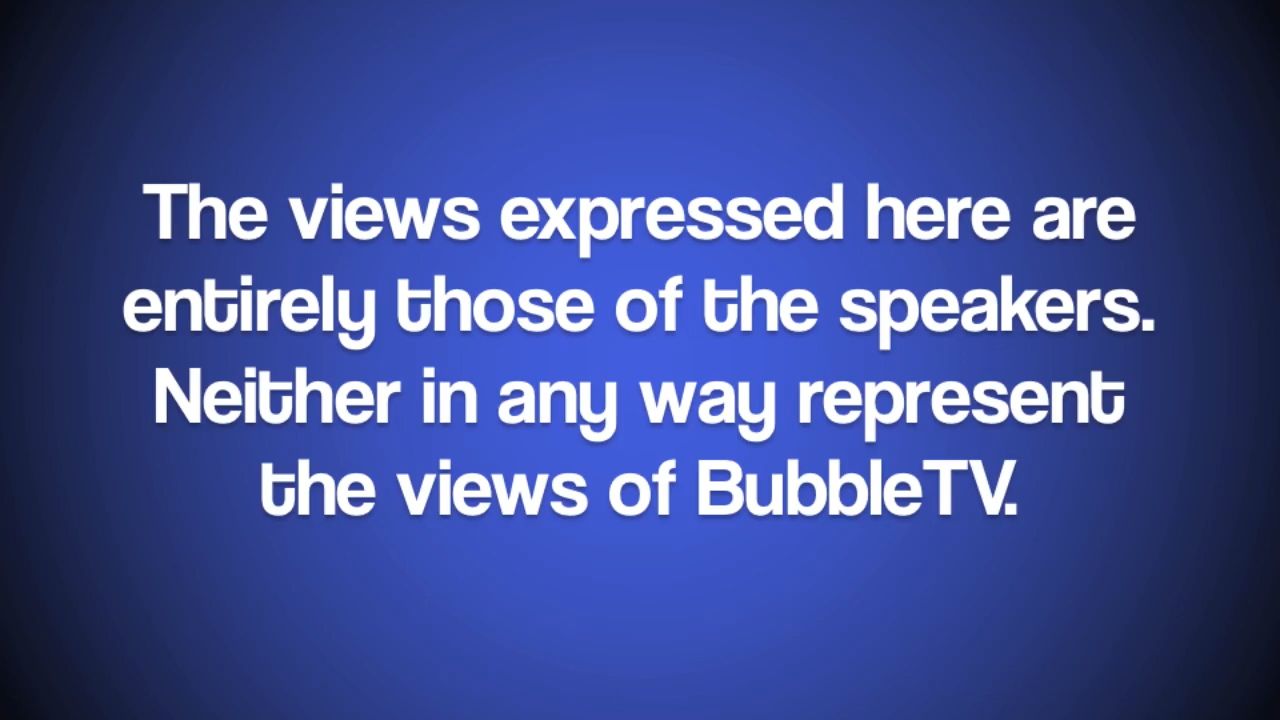 The views expressed here are
entirely those of the speakers.
Neither in any way represent
the views of BubbleTV.